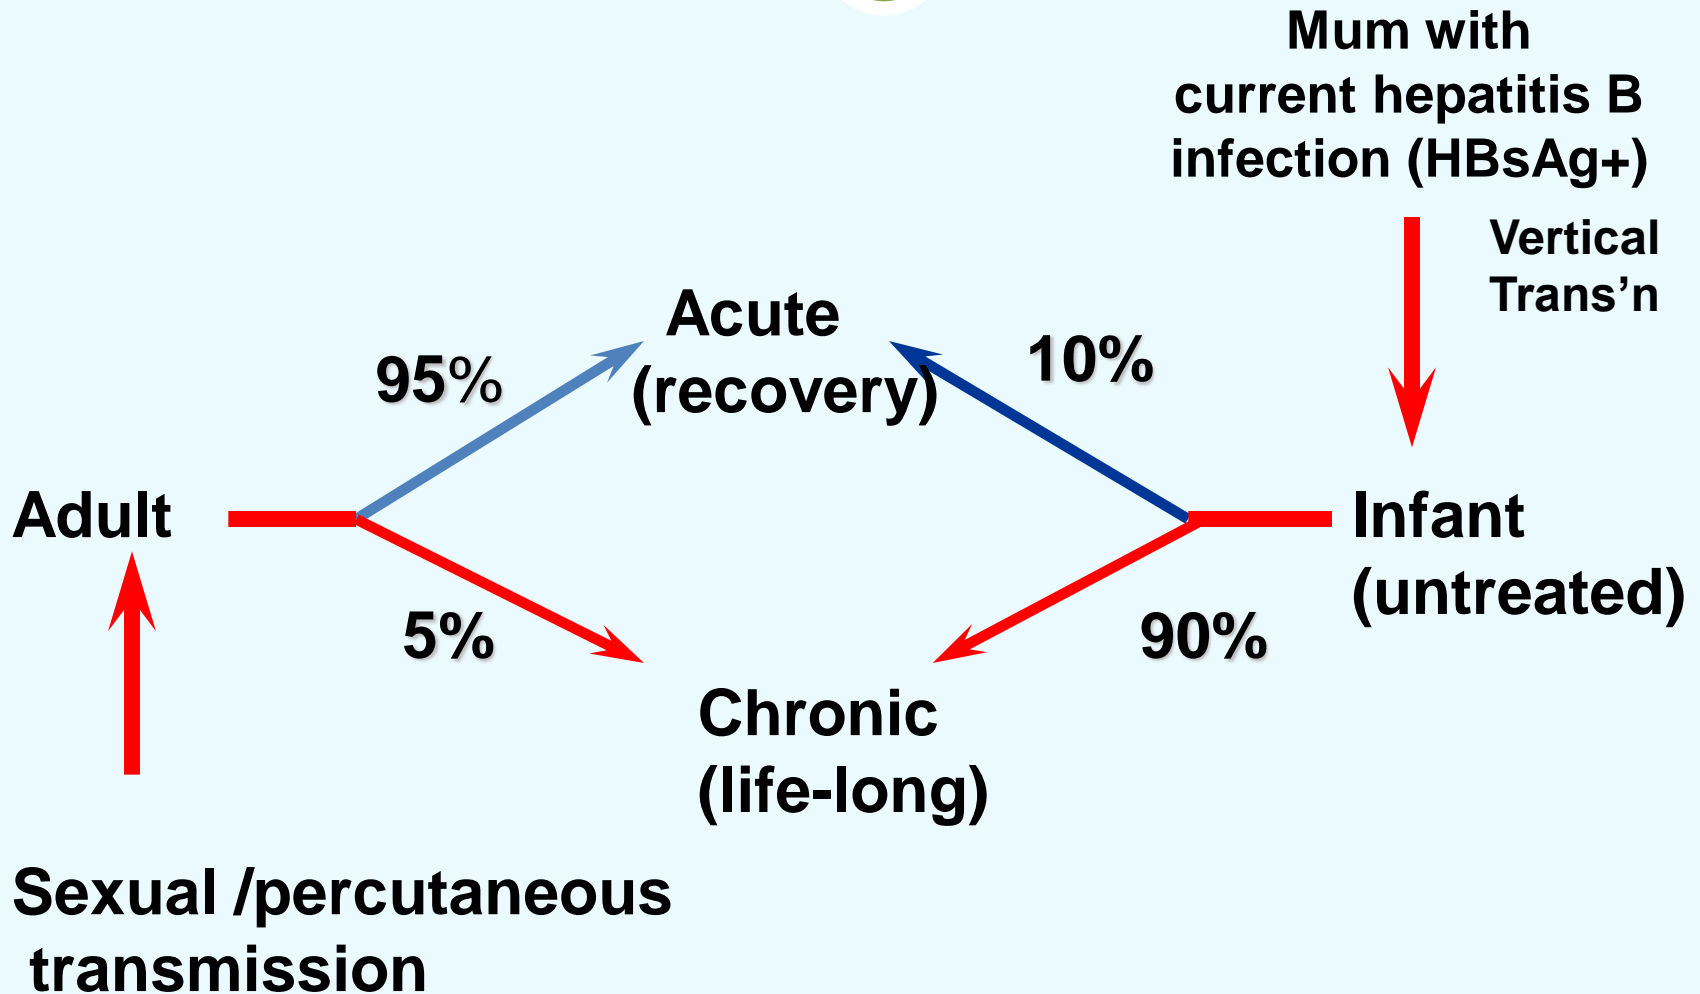 Mum with
current hepatitis B
infection (HBsAg+)
Vertical
Trans’n
Acute
(recovery)
95%
10%
Adult
Infant
(untreated)
5%
90%
Chronic
(life-long)
Sexual /percutaneous
transmission